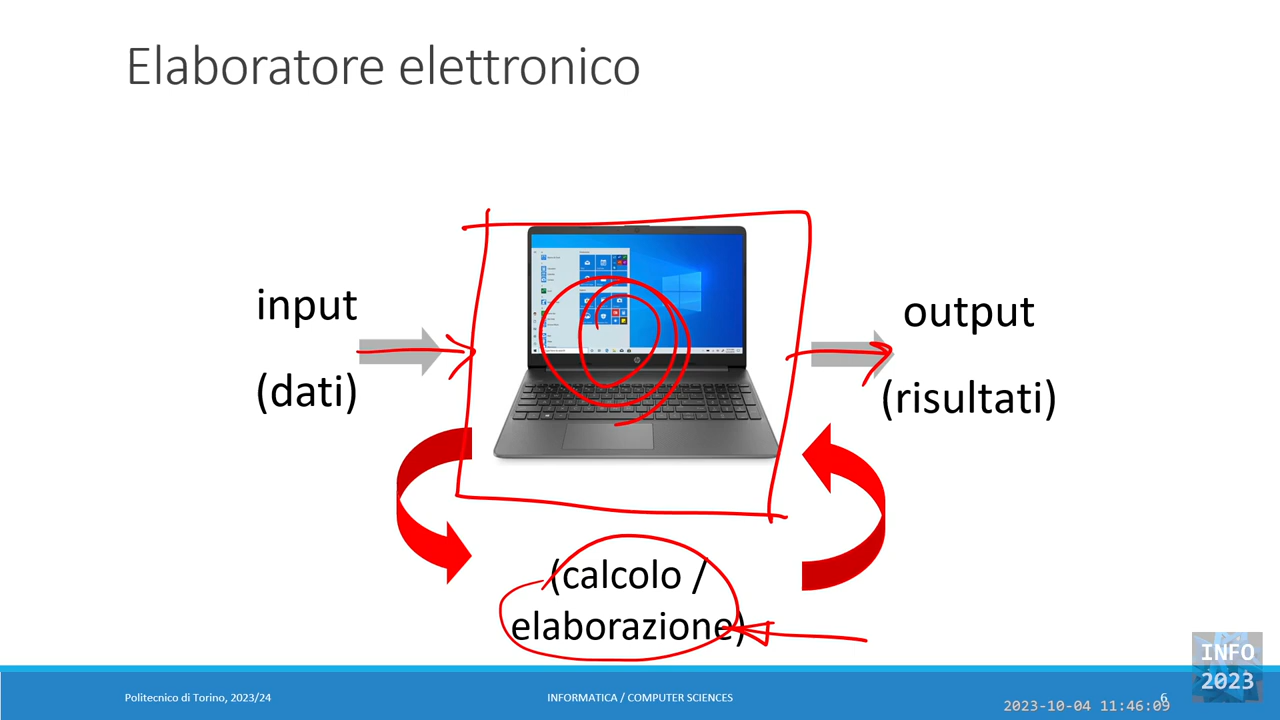 Elaboratore elettronico
input
(dati)
output
(risultati)
(calcolo /
elaborazione)
Politecnico di Torino, 2023/24
INFORMATICA / COMPUTER SCIENCES
6
INFO
2023
2023-10-04 11:46:09